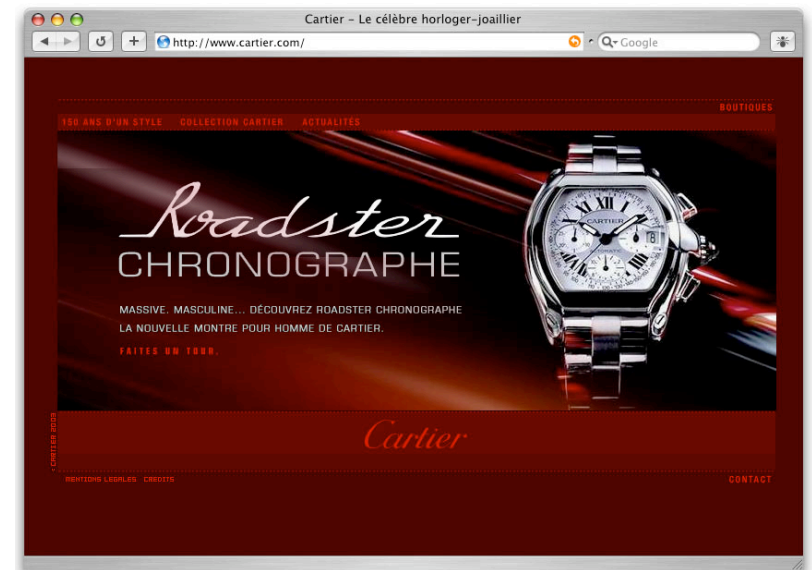 Cartier – Le célèbre horloger-joaillier
http://www.cartier.com/
Google
BOUTIQUES
150 ANS D'UN STYLE COLLECTION CARTIER ACTUALITÉS
Roadster
CHRONOGRAPHE
MASSIVE. MASCULINE... DÉCOUVREZ ROADSTER CHRONOGRAPHE
LA NOUVELLE MONTRE POUR HOMME DE CARTIER.
FAITES UN TOUR.
CARTIER
XII
Cartier
CARTIER 2003
MENTIONS LEGALES CREDITS
CONTACT